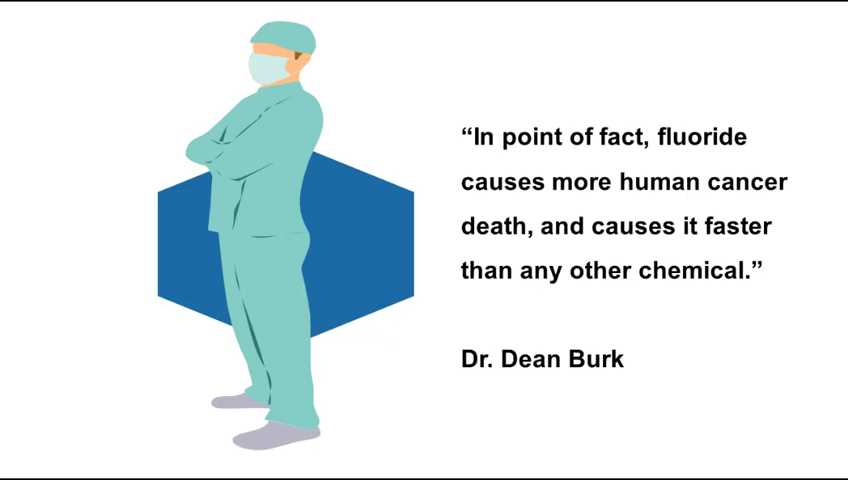 “In point of fact, fluoride
causes more human cancer
death, and causes it faster
than any other chemical.”
Dr. Dean Burk